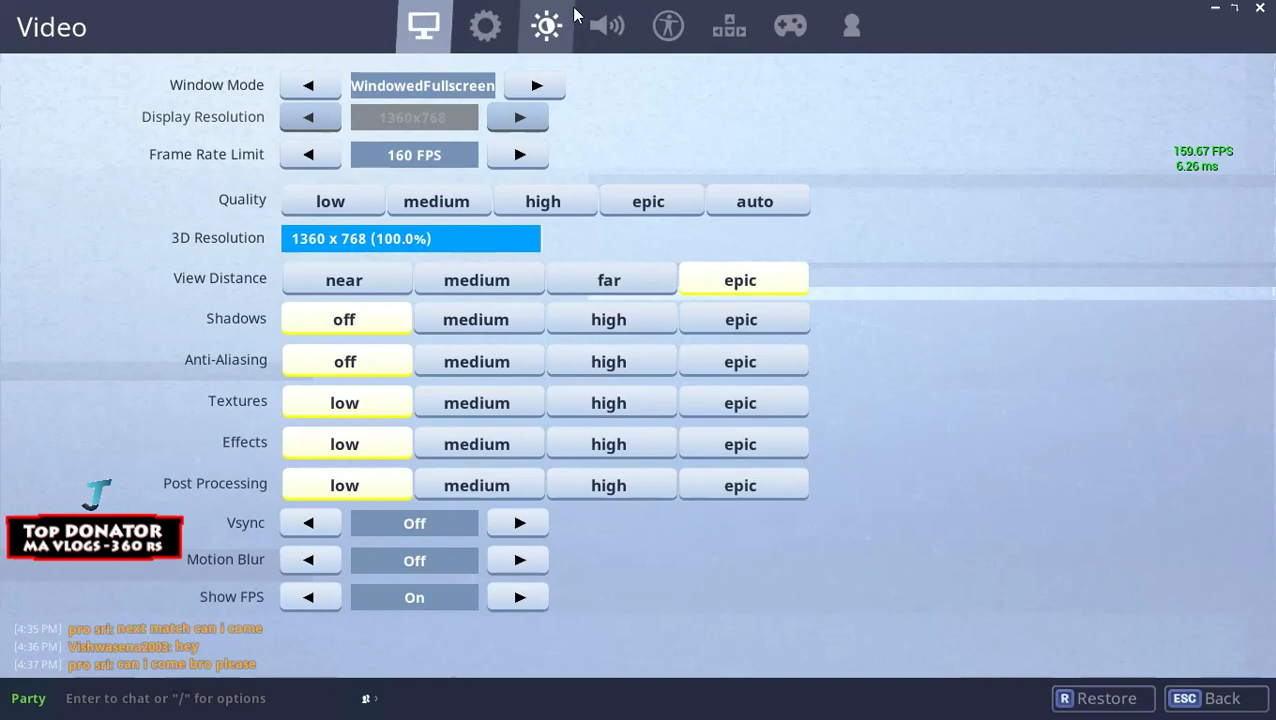 Video
Window Mode WindowedFullscreen
Display Resolution 1360x768
Frame Rate Limit 160 FPS
159.67 FPS
6.26 ms
Quality low medium high epic auto
3D Resolution 1360 x 768 (100.0%)
View Distance near medium far epic
Shadows off medium high epic
Anti-Aliasing off medium high epic
Textures low medium high epic
Effects low medium high epic
Post Processing low medium high epic
J
TOP DONATOR
MA VLOGS -360 RS
Vsync Off
Motion Blur Off
Show FPS On
[4:35 PM] pro sri: next match can i come
[4:36 PM] Vishwasena2003: hey
[4:37 PM] pro sri: can i come bro please
Party Enter to chat or "/" for options
R Restore ESC Back